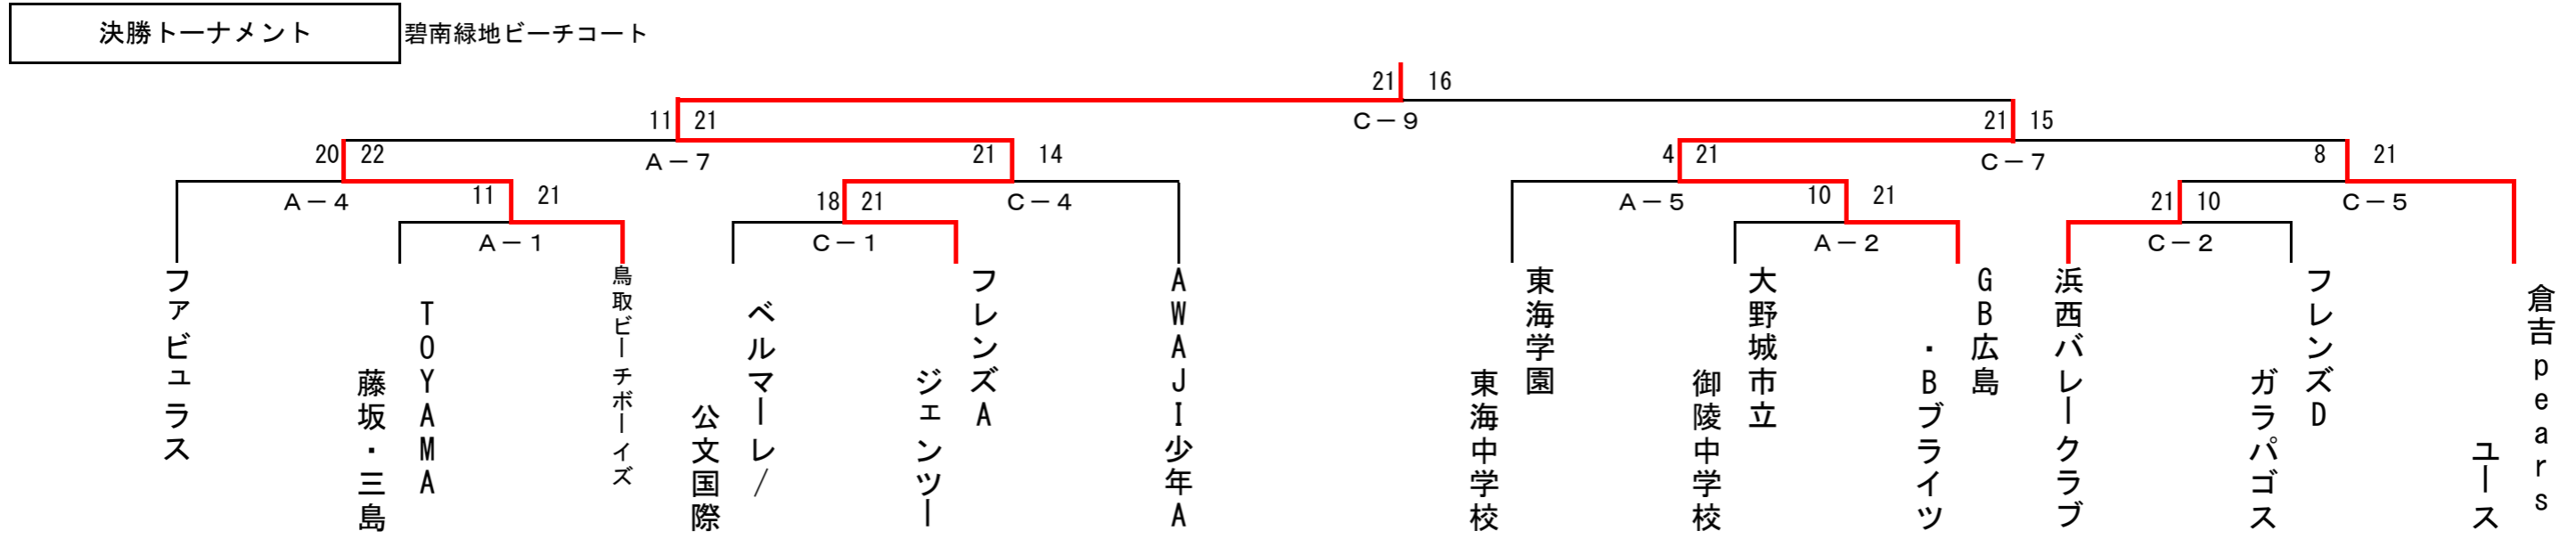 決勝トーナメント
碧南緑地ビーチコート
21 16
C－9
11 21
21 15
A－7
C－7
20 22
21 14
4 21
8 21
A－4
C－4
A－5
C－5
11 21
18 21
10 21
21 10
A－1
C－1
A－2
C－2
ファビュラス
TOYAMA
藤坂・三島
鳥取ビーチボーイズ
ベルマーレ/
公文国際
フレンズA
ジェンツー
AWAJI少年A
東海学園
東海中学校
大野城市立
御陵中学校
GB広島
・Bブライツ
浜西バレークラブ
フレンズD
ガラパゴス
倉吉pears
ユース